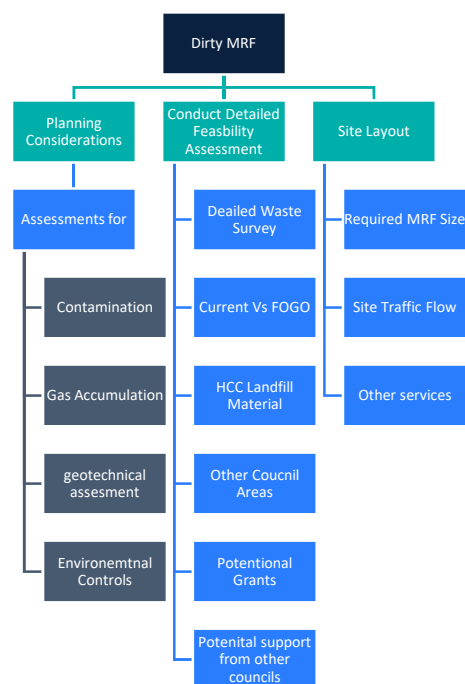 Dirty MRF
Planning
Considerations
Conduct Detailed
Feasbility
Assessment
Site Layout
Assessments for
Contamination
Gas Accumulation
geotechnical
assesment
Environemtnal
Controls
Deailed Waste
Survey
Current Vs FOGO
HCC Landfill
Material
Other Coucnil
Areas
Potentional
Grants
Potenital support
from other
councils
Required MRF Size
Site Traffic Flow
Other services